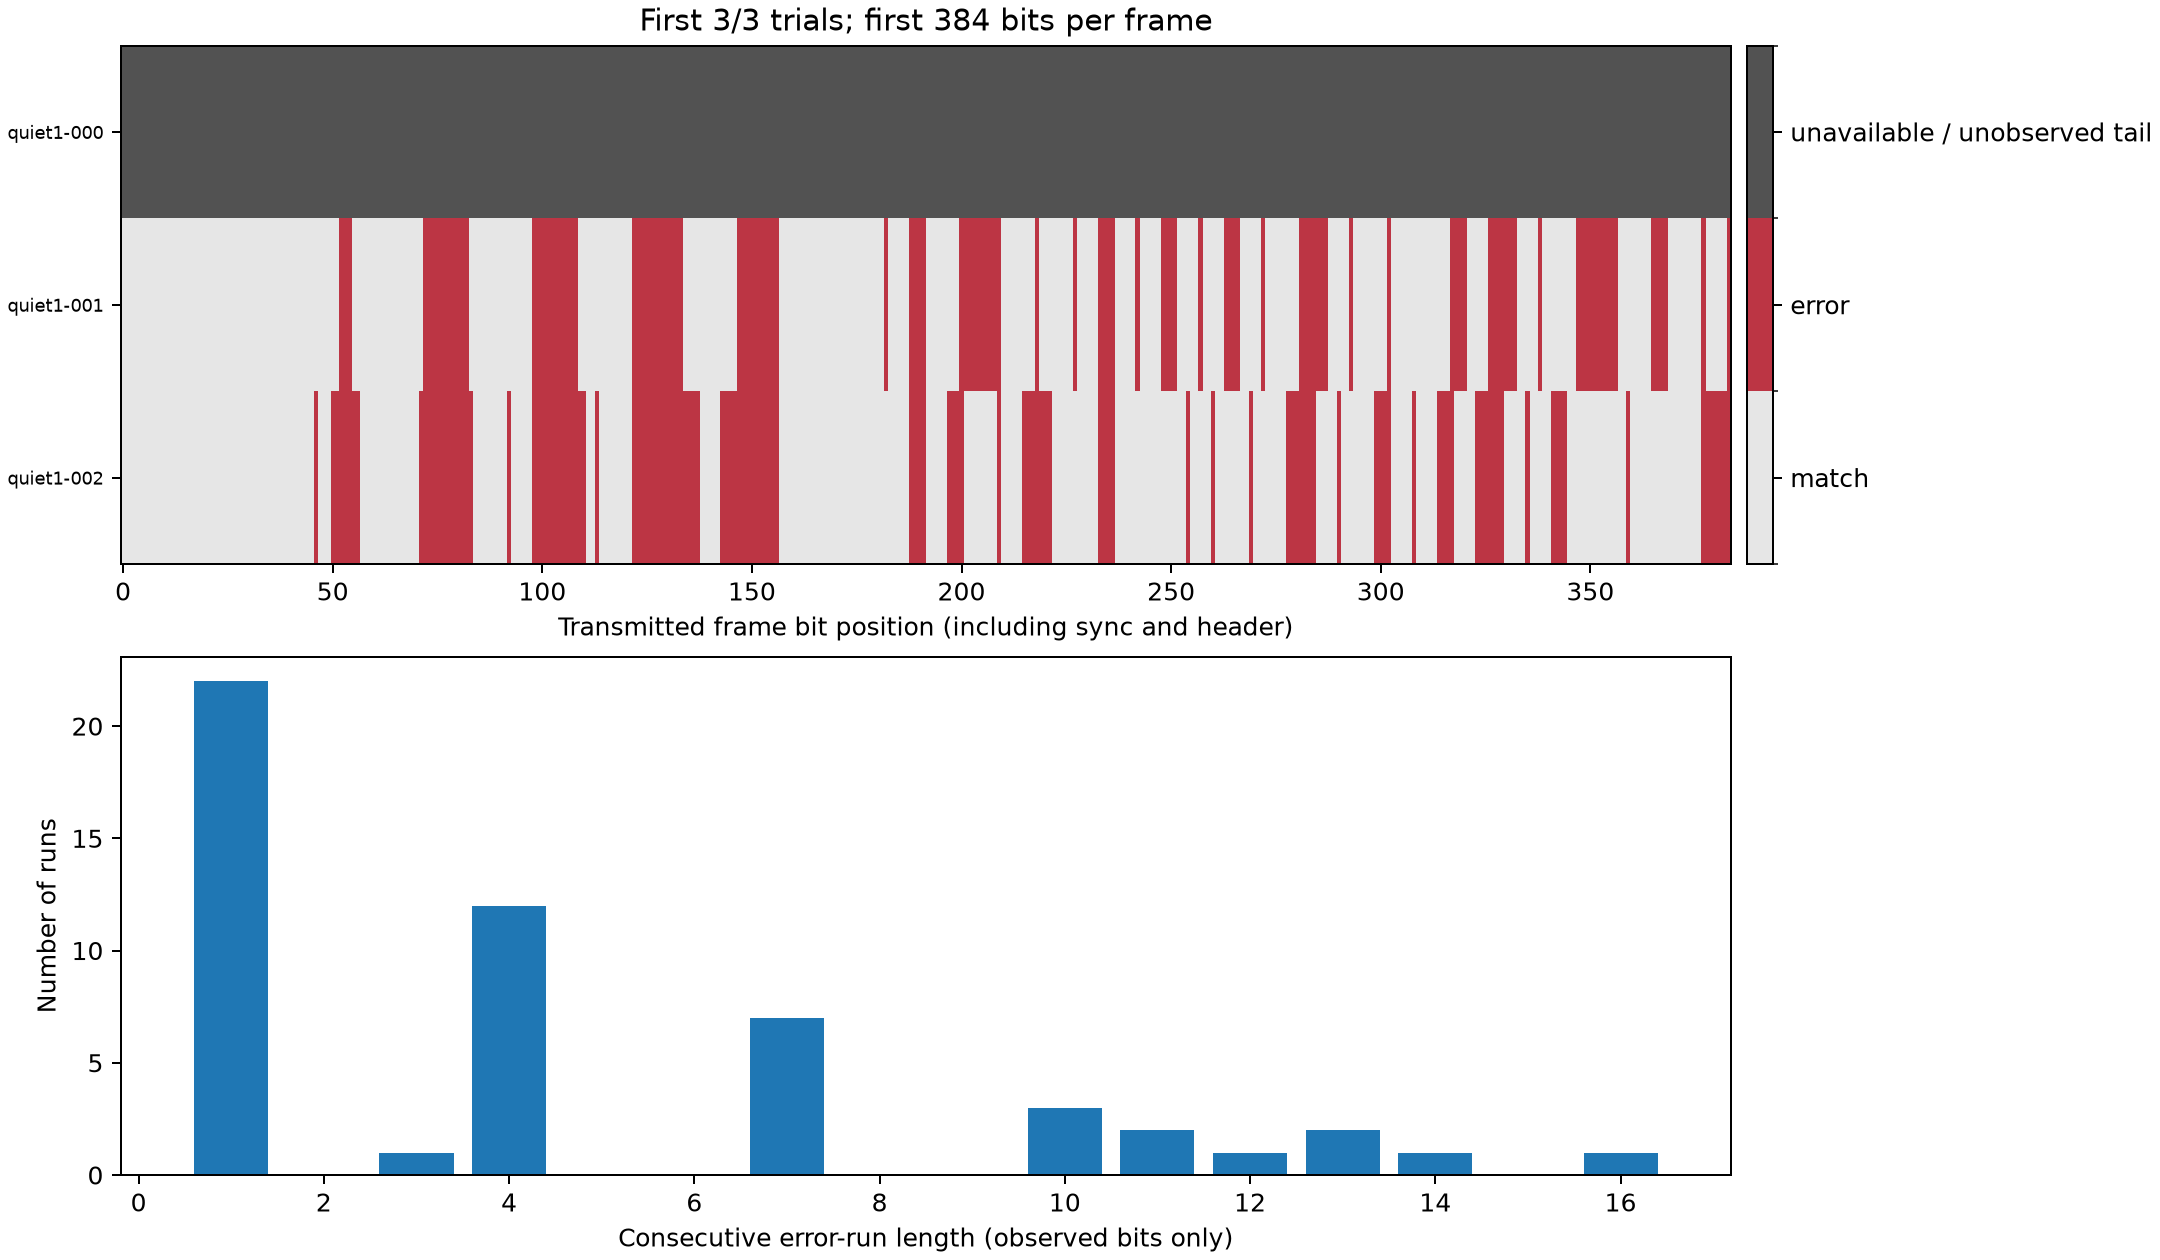 First 3/3 trials; first 384 bits per frame
quiet1-000
quiet1-001
quiet1-002
unavailable / unobserved tail
error
match
0 50 100 150 200 250 300 350
Transmitted frame bit position (including sync and header)
20
15
10
5
0
Number of runs
0 2 4 6 8 10 12 14 16
Consecutive error-run length (observed bits only)